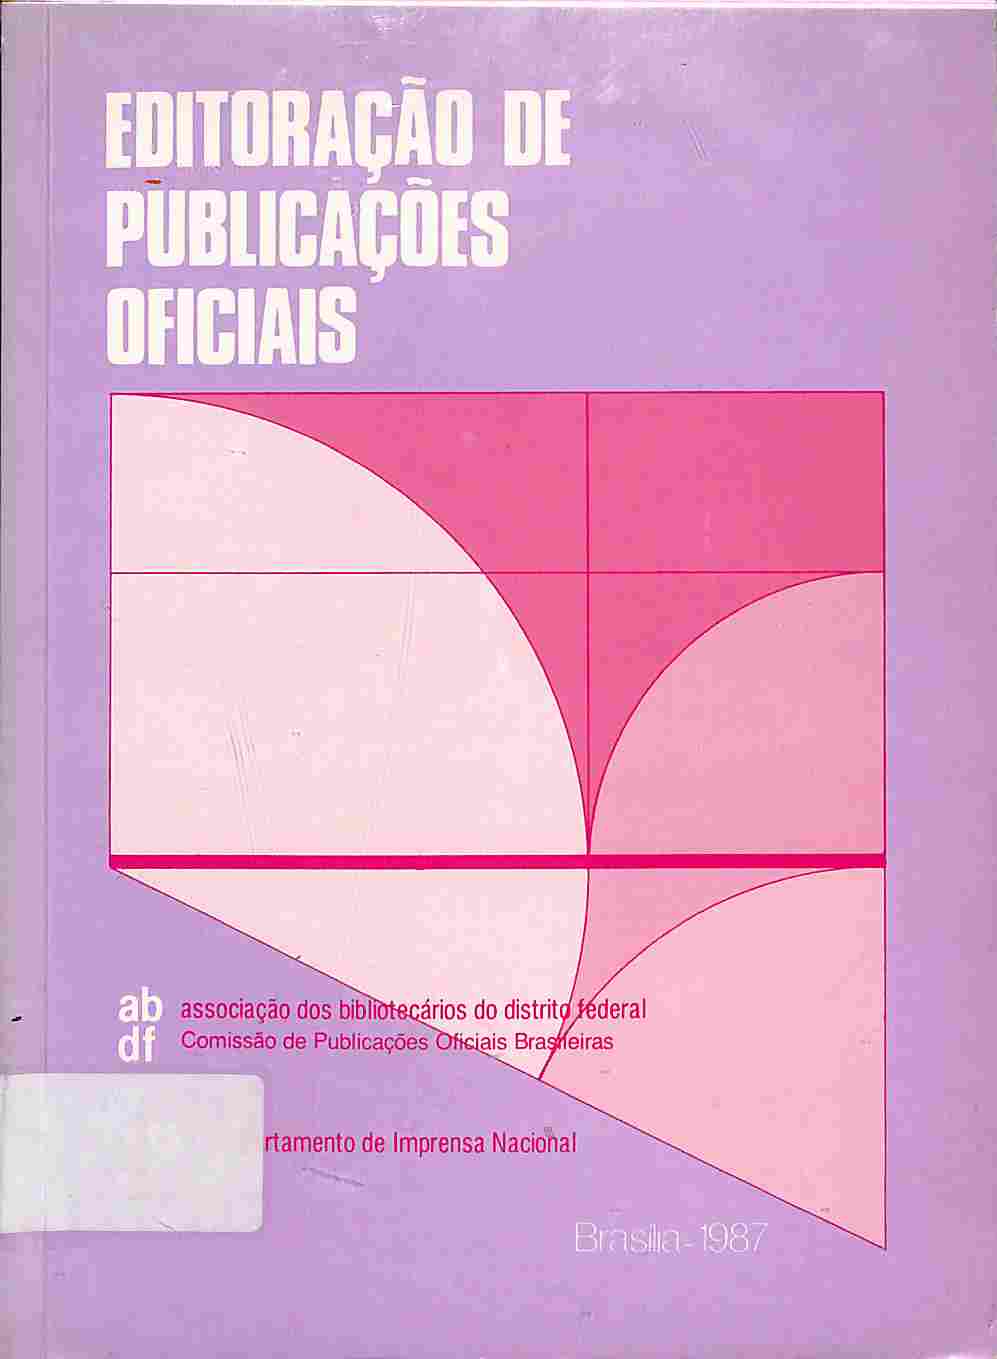 EDITORAÇÃO DE
PUBLICAÇÕES
OFICIAIS
ab
df
associação dos bibliotecários do distrito federal
Comissão de Publicações Oficiais Brasileiras
rtamento de Imprensa Nacional
Brasília-1987